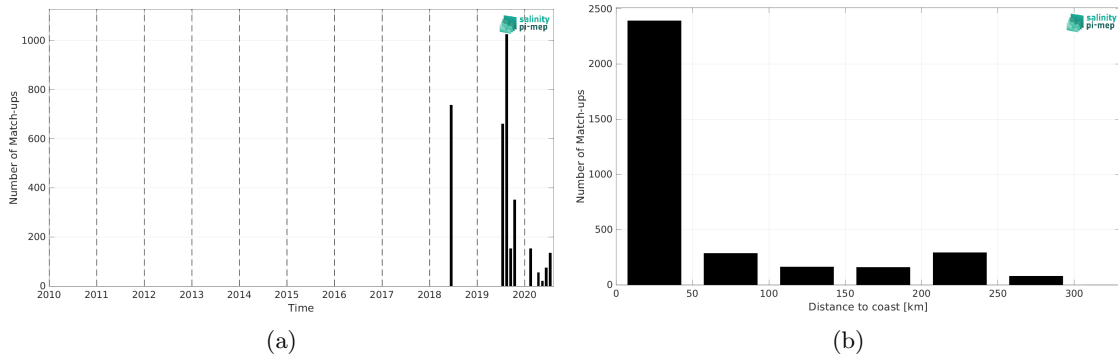 salinity
pi-mep
1000
800
600
400
200
0
Number of Match-ups
2010 2011 2012 2013 2014 2015 2016 2017 2018 2019 2020
Time
(a)
salinity
pi-mep
2500
2000
1500
1000
500
0
Number of Match-ups
0 50 100 150 200 250 300
Distance to coast [km]
(b)